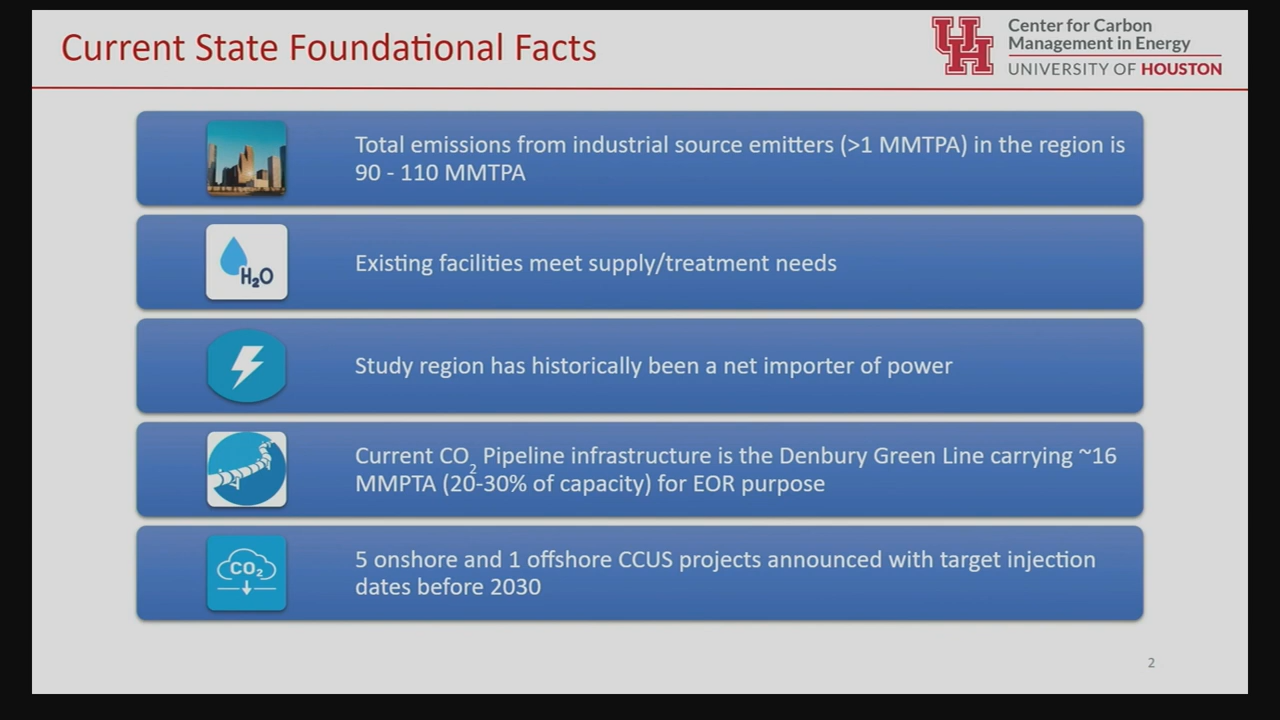 Current State Foundational Facts
Center for Carbon
Management in Energy
UNIVERSITY OF HOUSTON
Total emissions from industrial source emitters (>1 MMTPA) in the region is
90 - 110 MMTPA
H₂O
Existing facilities meet supply/treatment needs
Study region has historically been a net importer of power
Current CO₂ Pipeline infrastructure is the Denbury Green Line carrying ~16
MMPTA (20-30% of capacity) for EOR purpose
CO₂
5 onshore and 1 offshore CCUS projects announced with target injection
dates before 2030
2